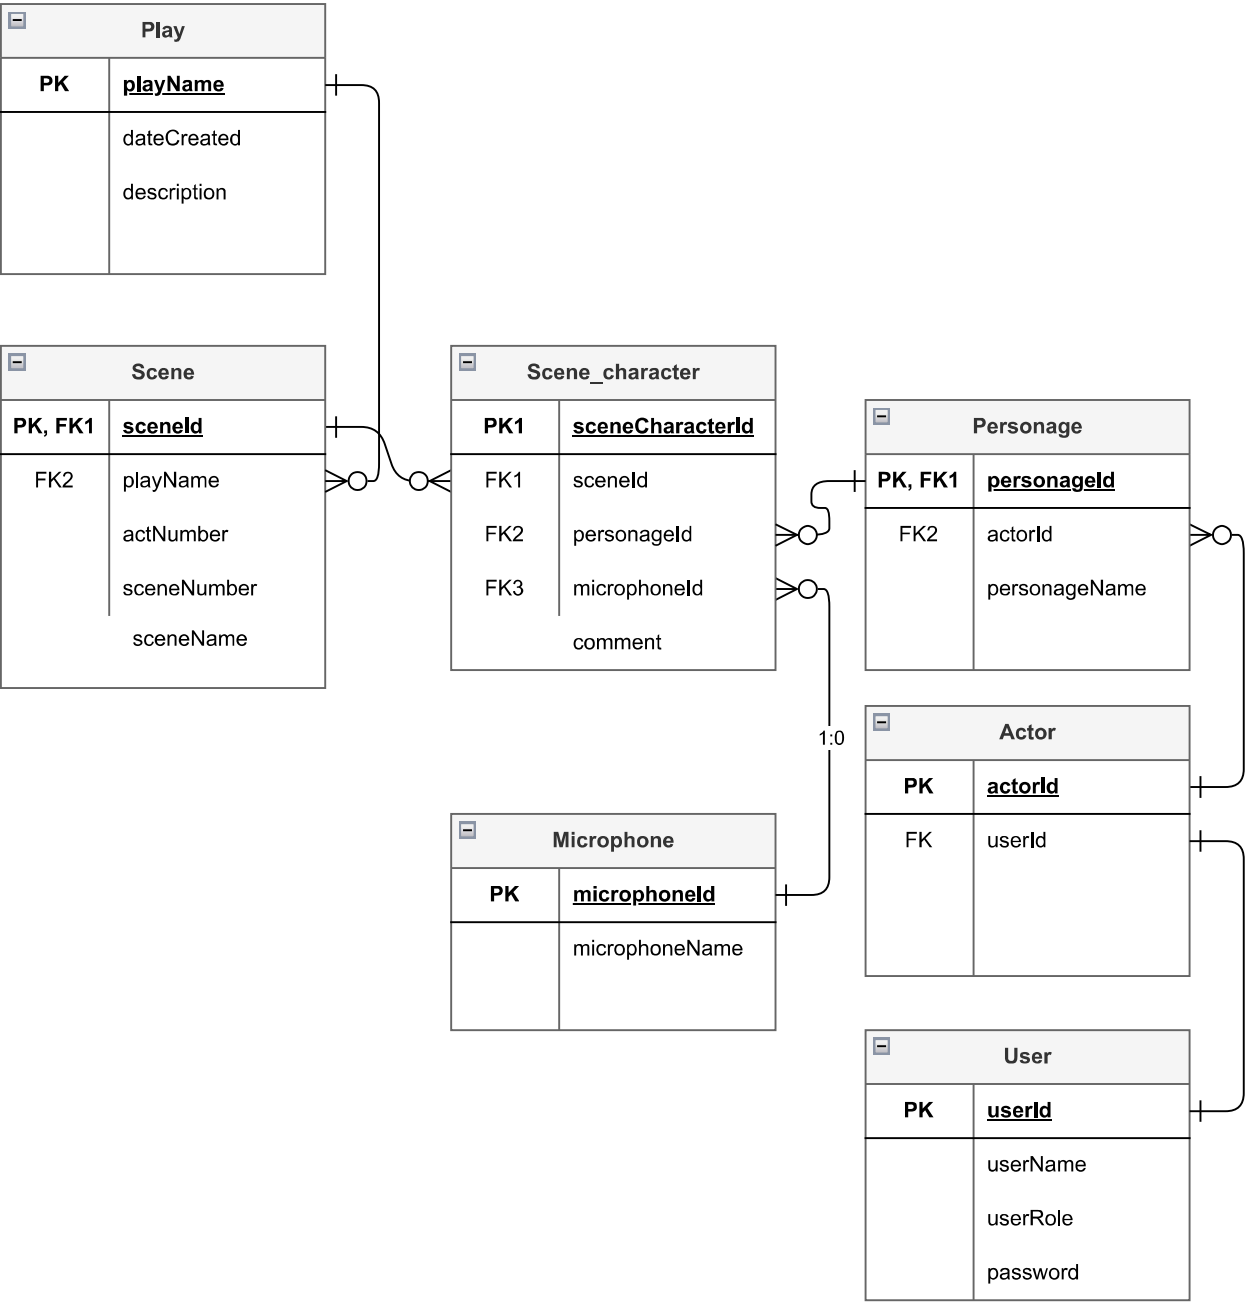 Play
PK playName
dateCreated
description
Scene
PK, FK1 sceneId
FK2 playName
actNumber
sceneNumber
sceneName
Scene_character
PK1 sceneCharacterId
FK1 sceneId
FK2 personageId
FK3 microphoneId
comment
Personage
PK, FK1 personageId
FK2 actorId
personageName
1:0
Microphone
PK microphoneId
microphoneName
Actor
PK actorId
FK userId
User
PK userId
userName
userRole
password